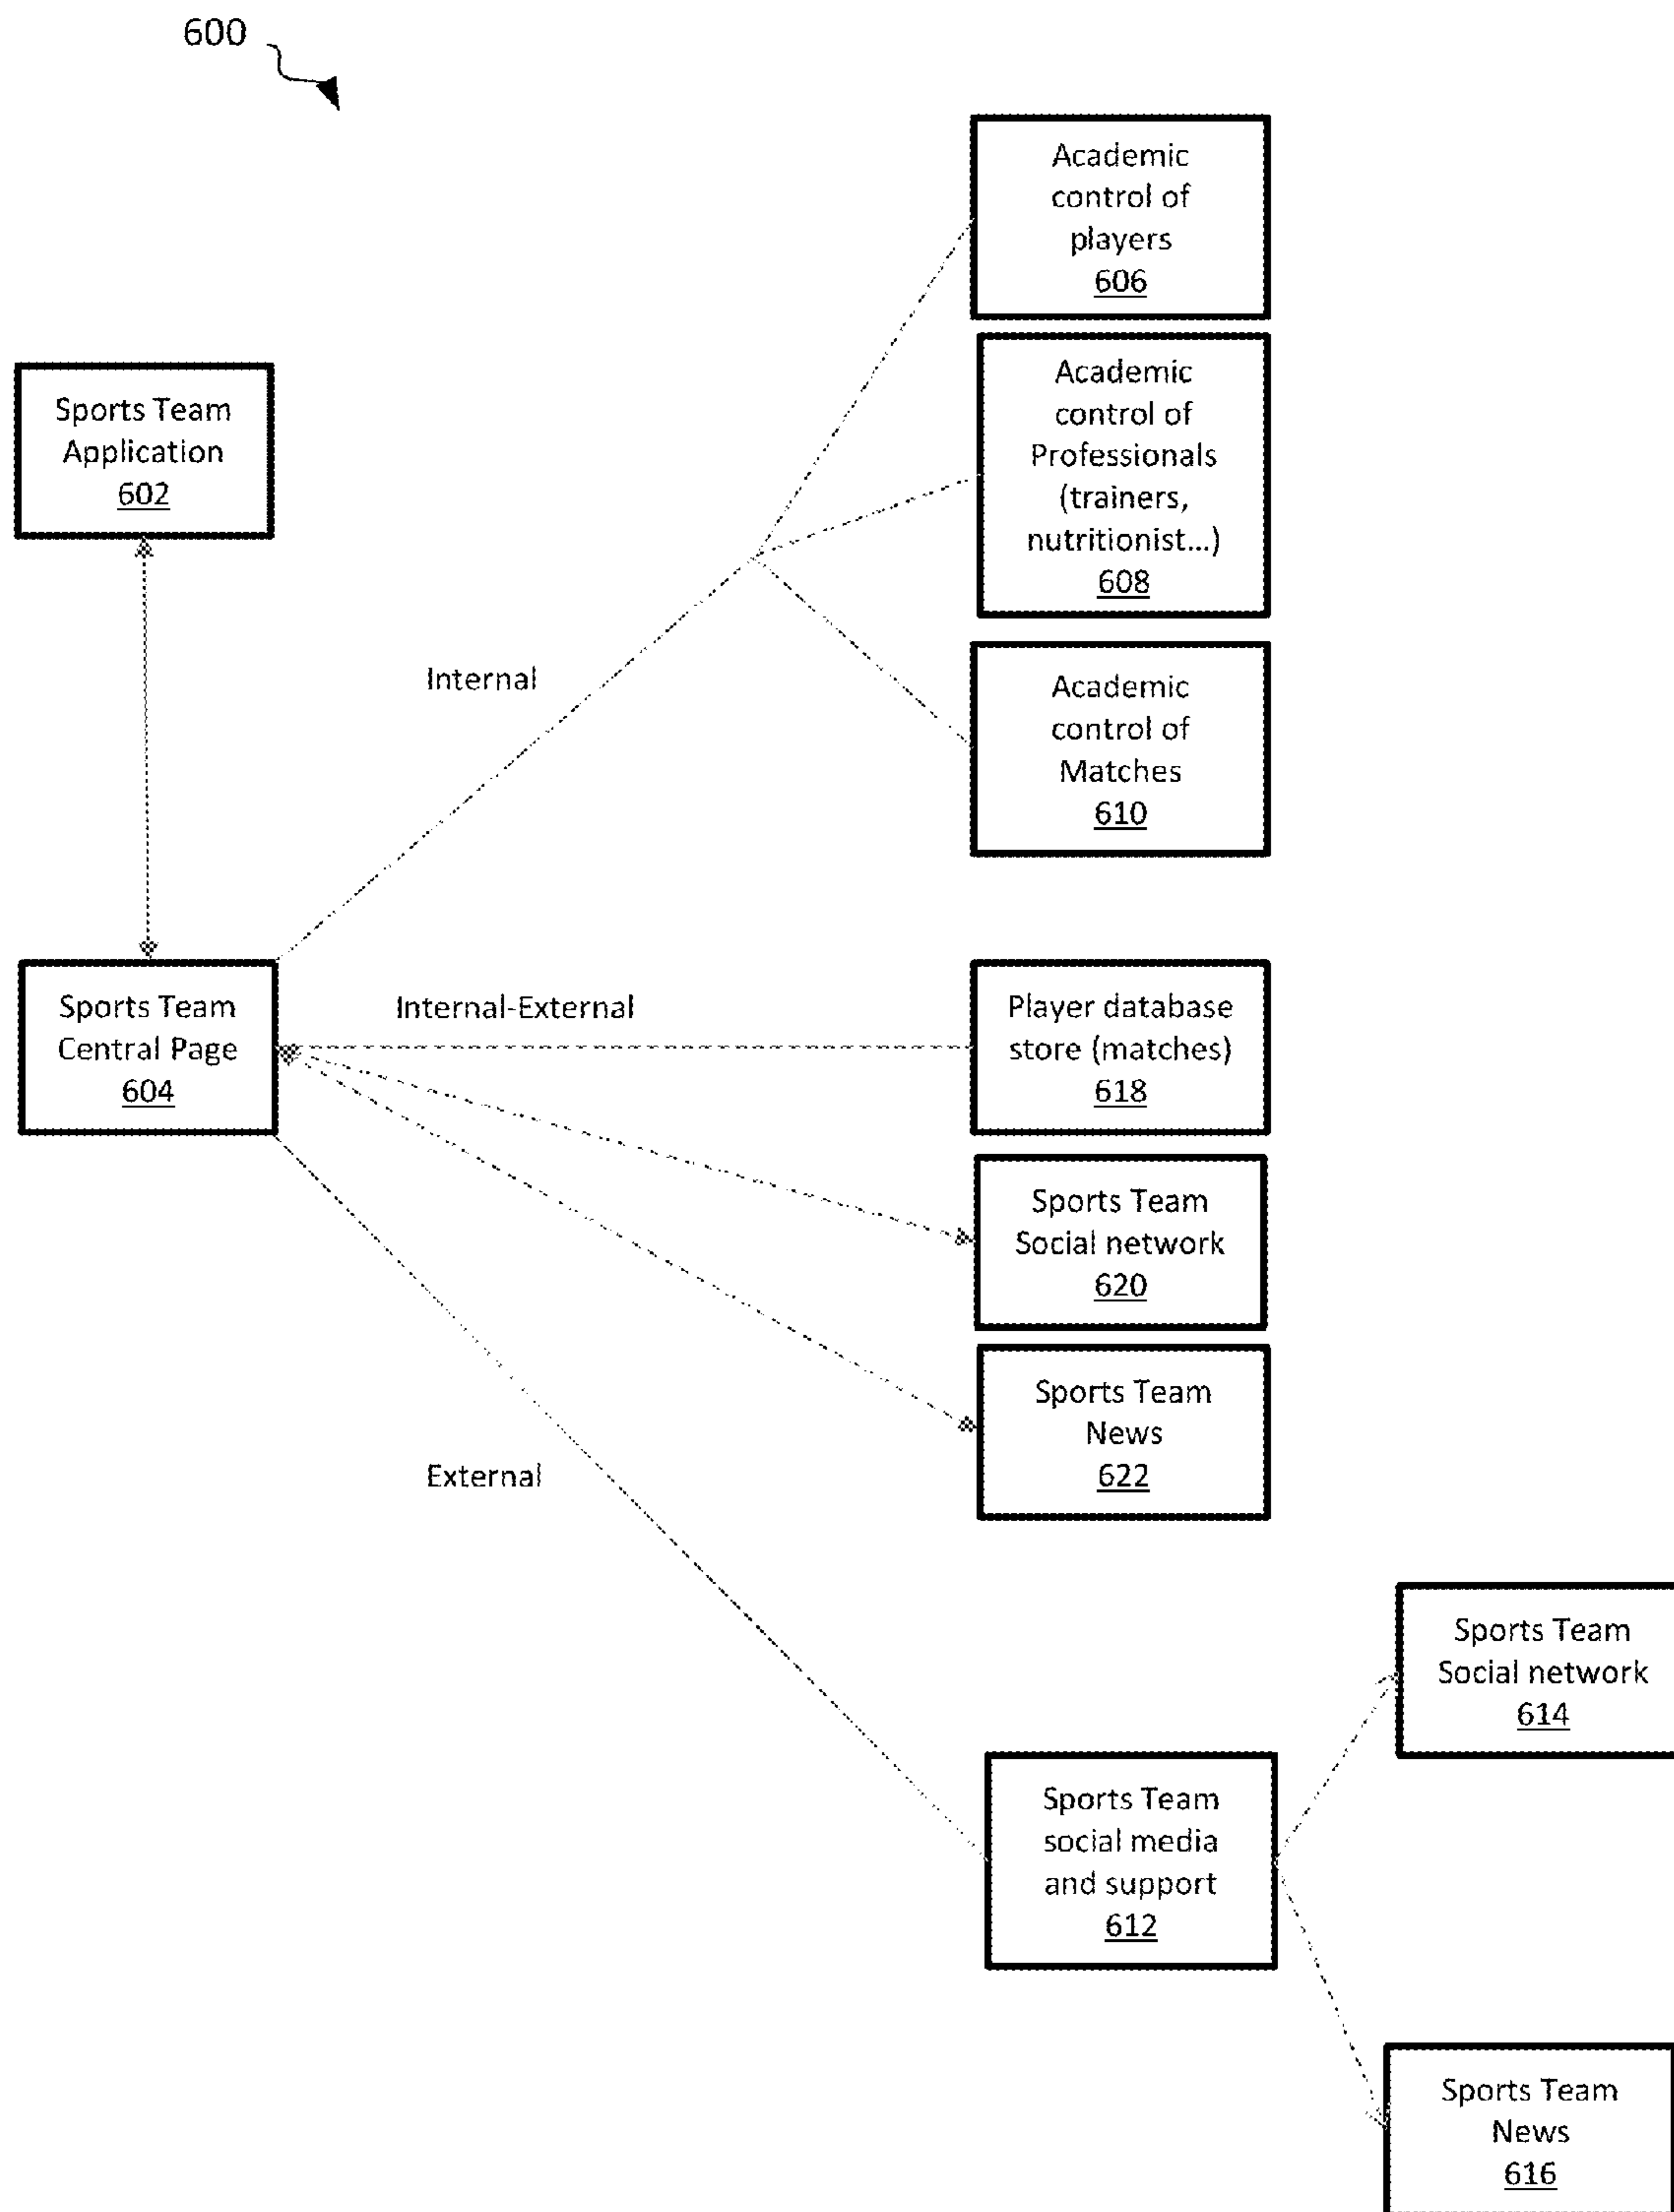 600
Academic
control of
players
606
Sports Team
Application
602
Academic
control of
Professionals
(trainers,
nutritionist...)
608
Internal
Academic
control of
Matches
610
Sports Team
Central Page
604
Internal-External
Player database
store (matches)
618
Sports Team
Social network
620
Sports Team
News
622
External
Sports Team
Social network
614
Sports Team
social media
and support
612
Sports Team
News
616